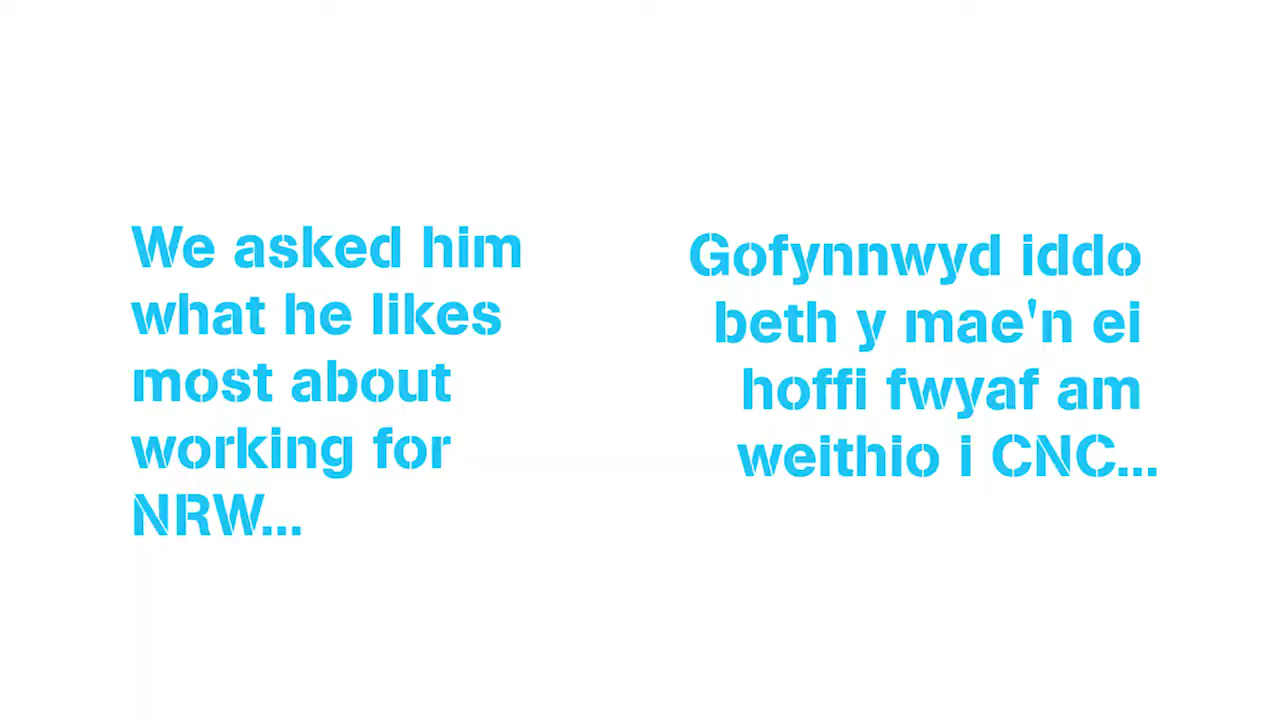 We asked him
what he likes
most about
working for
NRW...
Gofynnwyd iddo
beth y mae'n ei
hoffi fwyaf am
weithio i CNC...